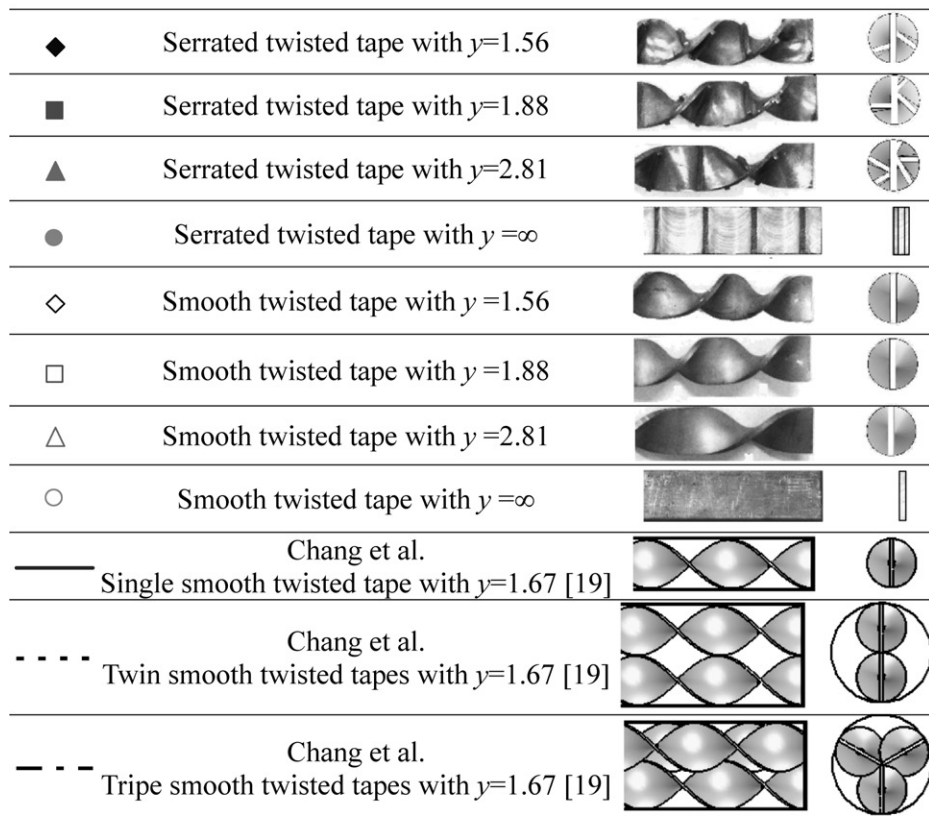 Serrated twisted tape with y=1.56
Serrated twisted tape with y=1.88
Serrated twisted tape with y=2.81
Serrated twisted tape with y =∞
Smooth twisted tape with y=1.56
Smooth twisted tape with y =1.88
Smooth twisted tape with y =2.81
Smooth twisted tape with y =∞
Chang et al.
Single smooth twisted tape with y=1.67 [19]
Chang et al.
Twin smooth twisted tapes with y=1.67 [19]
Chang et al.
Tripe smooth twisted tapes with y=1.67 [19]